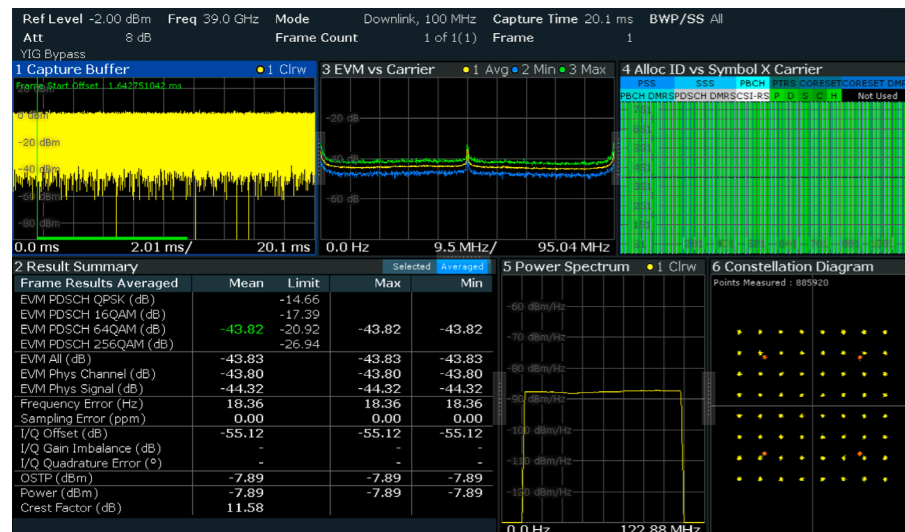 Ref Level -2.00 dBm Freq 39.0 GHz Mode Downlink, 100 MHz Capture Time 20.1 ms BWP/SS All
Att 8 dB Frame Count 1 of 1(1) Frame 1
YIG Bypass
1 Capture Buffer 1 Clrw
Frame Start Offset : 1.642751042 ms
0 dBm
-20 dBm
-40 dBm
-60 dBm
-80 dBm
0.0 ms 2.01 ms/ 20.1 ms
3 EVM vs Carrier 1 Avg 2 Min 3 Max
-20 dB
-40 dB
-60 dB
0.0 Hz 9.5 MHz/ 95.04 MHz
4 Alloc ID vs Symbol X Carrier
PSS SSS PBCH PTRS CORESET CORESET DMR
PBCH DMRS PDSCH DMRS CSI-RS P D S C H Not Used
2 Result Summary Selected Averaged
Frame Results Averaged Mean Limit Max Min
EVM PDSCH QPSK (dB) -14.66
EVM PDSCH 16QAM (dB) -17.39
EVM PDSCH 64QAM (dB) -43.82 -20.92 -43.82 -43.82
EVM PDSCH 256QAM (dB) -26.94
EVM All (dB) -43.83 -43.83 -43.83
EVM Phys Channel (dB) -43.80 -43.80 -43.80
EVM Phys Signal (dB) -44.32 -44.32 -44.32
Frequency Error (Hz) 18.36 18.36 18.36
Sampling Error (ppm) 0.00 0.00 0.00
I/Q Offset (dB) -55.12 -55.12 -55.12
I/Q Gain Imbalance (dB) - - -
I/Q Quadrature Error (°) - - -
OSTP (dBm) -7.89 -7.89 -7.89
Power (dBm) -7.89 -7.89 -7.89
Crest Factor (dB) 11.58
5 Power Spectrum 1 Clrw
-60 dBm/Hz
-70 dBm/Hz
-80 dBm/Hz
-90 dBm/Hz
-100 dBm/Hz
-110 dBm/Hz
-120 dBm/Hz
0.0 Hz 122.88 MHz
6 Constellation Diagram
Points Measured : 885920